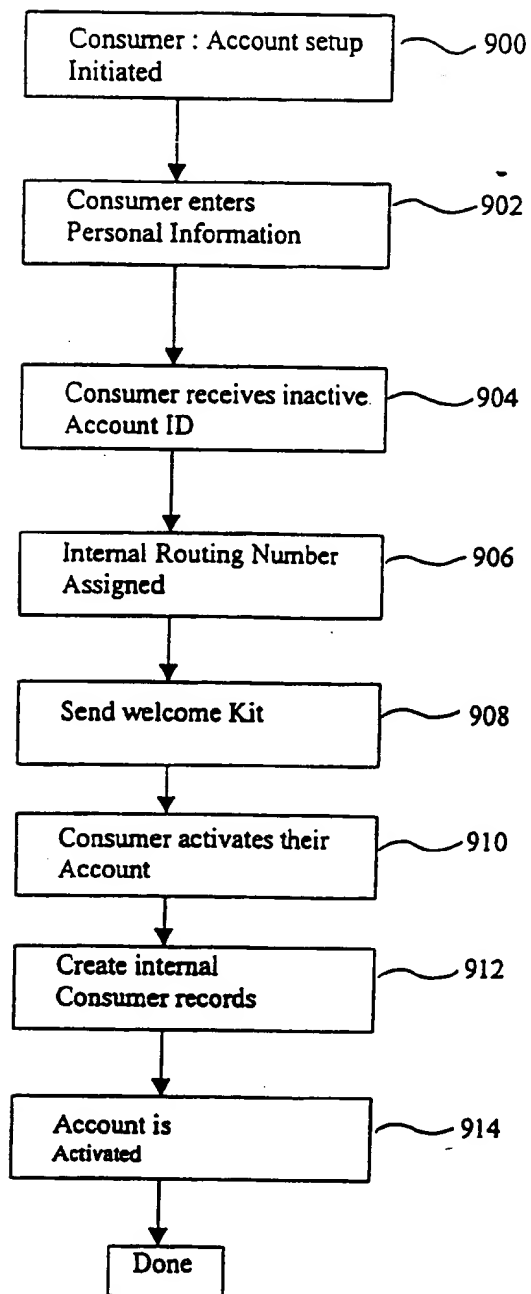 Consumer : Account setup
Initiated
900
Consumer enters
Personal Information
902
Consumer receives inactive
Account ID
904
Internal Routing Number
Assigned
906
Send welcome Kit
908
Consumer activates their
Account
910
Create internal
Consumer records
912
Account is
Activated
914
Done